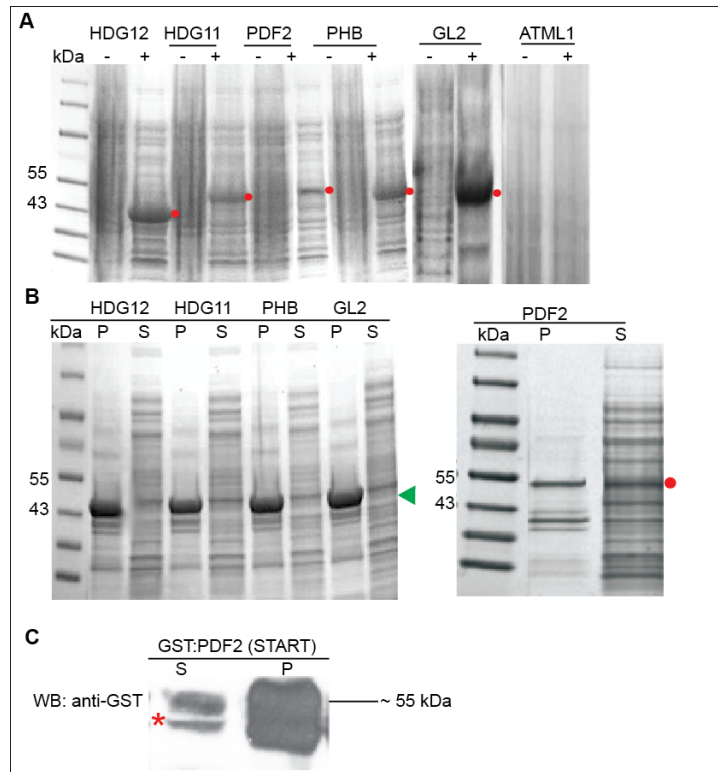 A
HDG12 HDG11 PDF2 PHB GL2 ATML1
kDa - + - + - + - + - + - +
55
43
B
HDG12 HDG11 PHB GL2
kDa P S P S P S P S
55
43
PDF2
kDa P S
55
43
C
GST:PDF2 (START)
S P
WB: anti-GST ~ 55 kDa
*